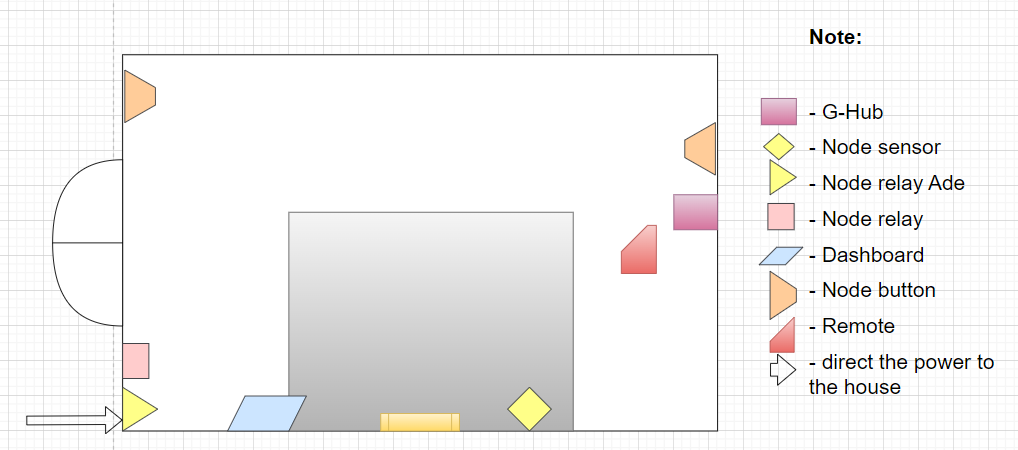 Note:
- G-Hub
- Node sensor
- Node relay Ade
- Node relay
- Dashboard
- Node button
- Remote
- direct the power to
the house